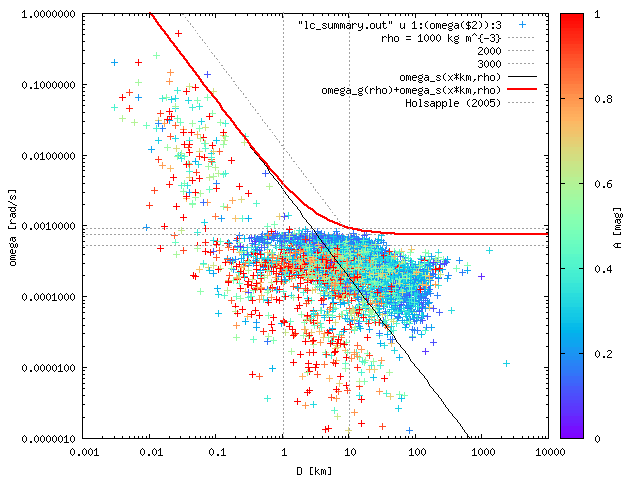 1.0000000
0.1000000
0.0100000
0.0010000
0.0001000
0.0000100
0.0000010
omega [rad/s]
"lc_summary.out" u 1:(omega($2)):3
rho = 1000 kg m^{-3}
2000
3000
omega_s(x*km,rho)
omega_g(rho)+omega_s(x*km,rho)
Holsapple (2005)
0.001
0.01
0.1
1
10
100
1000
10000
D [km]
1
0.8
0.6
0.4
0.2
0
A [mag]